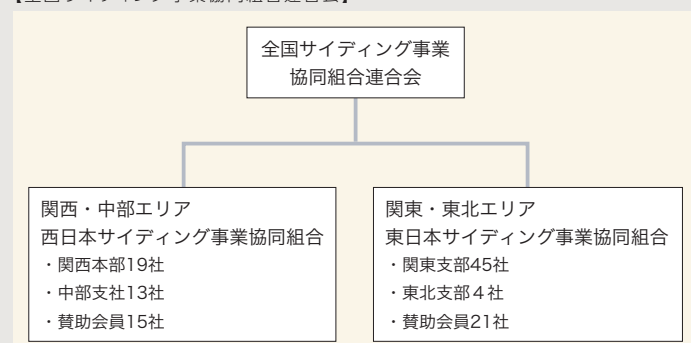 全国サイディング事業
協同組合連合会
関西・中部エリア
西日本サイディング事業協同組合
・関西本部19社
・中部支社13社
・賛助会員15社
関東・東北エリア
東日本サイディング事業協同組合
・関東支部45社
・東北支部４社
・賛助会員21社